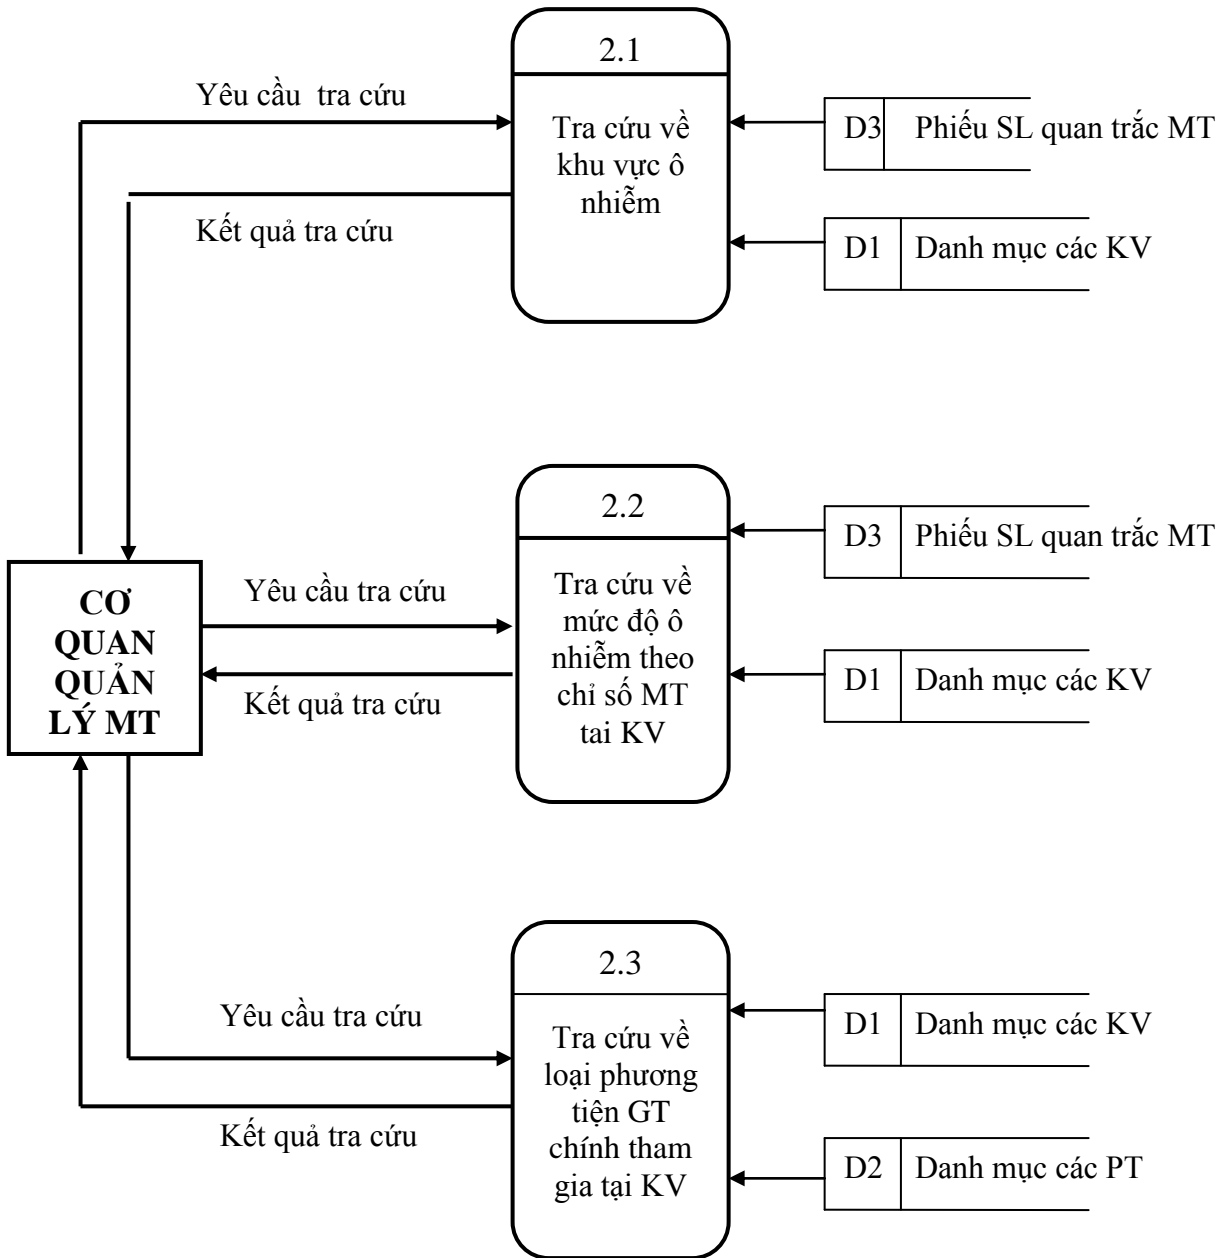 2.1
Yêu cầu tra cứu
Tra cứu về
khu vực ô
nhiễm
D3 Phiếu SL quan trắc MT
Kết quả tra cứu
D1 Danh mục các KV
2.2
D3 Phiếu SL quan trắc MT
CƠ
QUAN
QUẢN
LÝ MT
Yêu cầu tra cứu
Kết quả tra cứu
Tra cứu về
mức độ ô
nhiễm theo
chỉ số MT
tai KV
D1 Danh mục các KV
2.3
Yêu cầu tra cứu
Kết quả tra cứu
Tra cứu về
loại phương
tiện GT
chính tham
gia tại KV
D1 Danh mục các KV
D2 Danh mục các PT